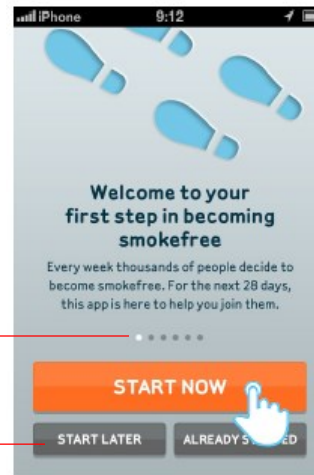 iPhone 9:12
Welcome to your
first step in becoming
smokefree
Every week thousands of people decide to
become smokefree. For the next 28 days,
this app is here to help you join them.
START NOW
START LATER ALREADY